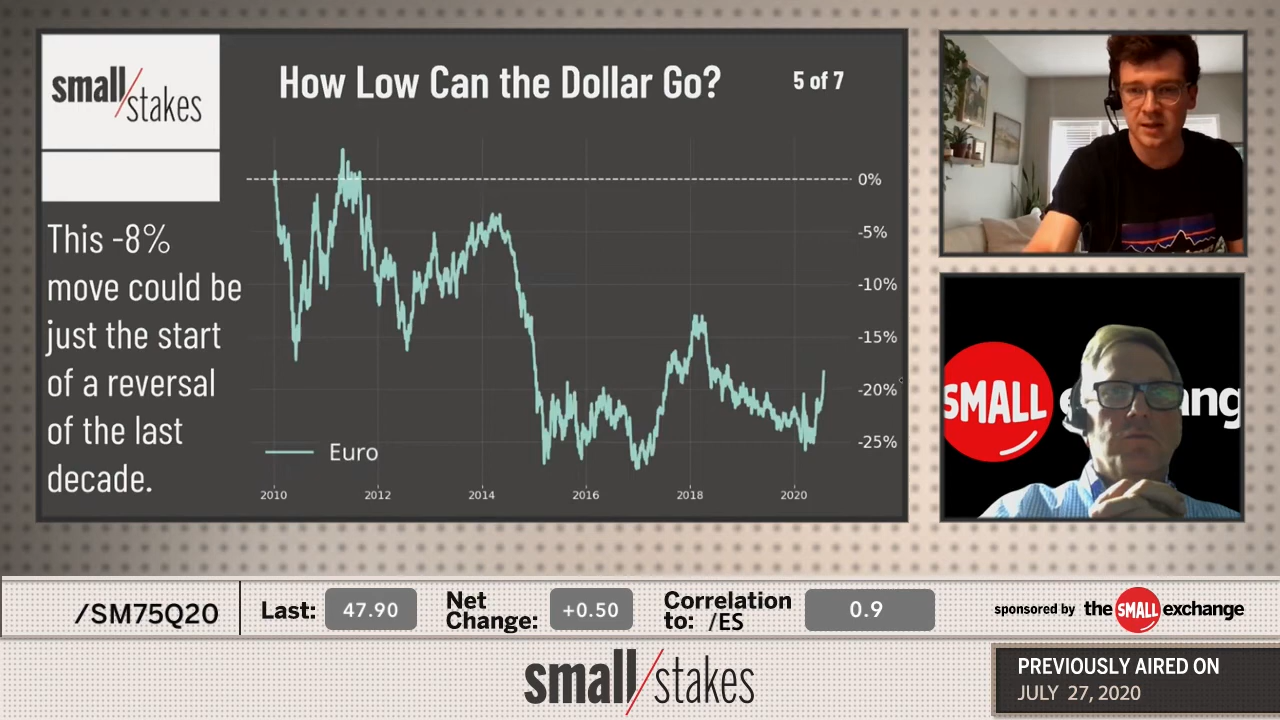 small/stakes
How Low Can the Dollar Go?
5 of 7
This -8%
move could be
just the start
of a reversal
of the last
decade.
0%
-5%
-10%
-15%
-20%
-25%
Euro
2010
2012
2014
2016
2018
2020
SMALL exchange
/SM75Q20
Last:
47.90
Net
Change:
+0.50
Correlation
to: /ES
0.9
sponsored by the SMALL exchange
small/stakes
PREVIOUSLY AIRED ON
JULY 27, 2020